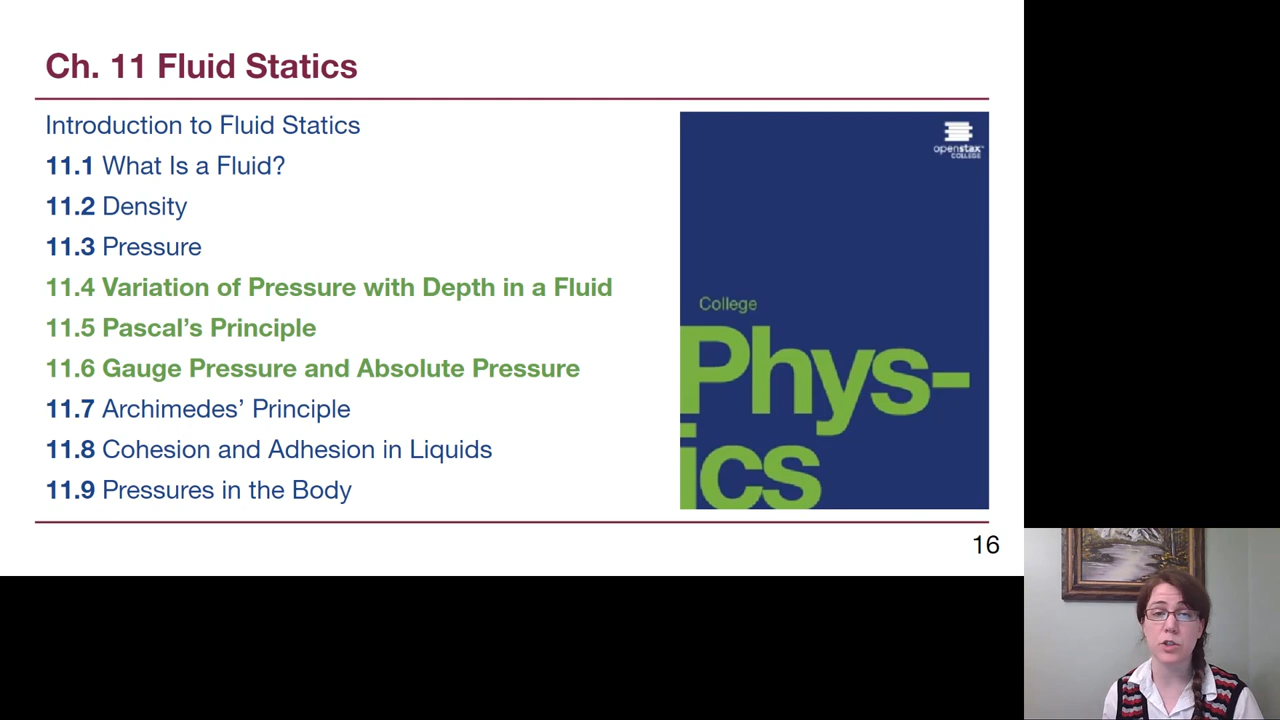 Ch. 11 Fluid Statics
Introduction to Fluid Statics
11.1 What Is a Fluid?
11.2 Density
11.3 Pressure
11.4 Variation of Pressure with Depth in a Fluid
11.5 Pascal’s Principle
11.6 Gauge Pressure and Absolute Pressure
11.7 Archimedes’ Principle
11.8 Cohesion and Adhesion in Liquids
11.9 Pressures in the Body
openstax™
COLLEGE
College
Phys-
ics
16